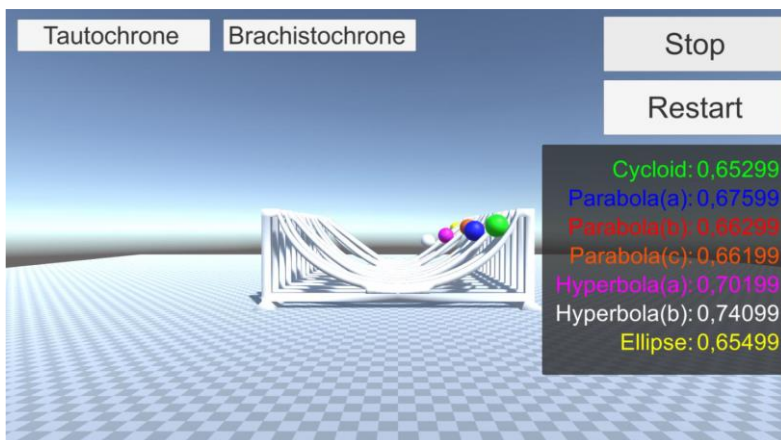 Tautochrone
Brachistochrone
Stop
Restart
Cycloid: 0,65299
Parabola(a): 0,67599
Parabola(b): 0,66299
Parabola(c): 0,66199
Hyperbola(a): 0,70199
Hyperbola(b): 0,74099
Ellipse: 0,65499